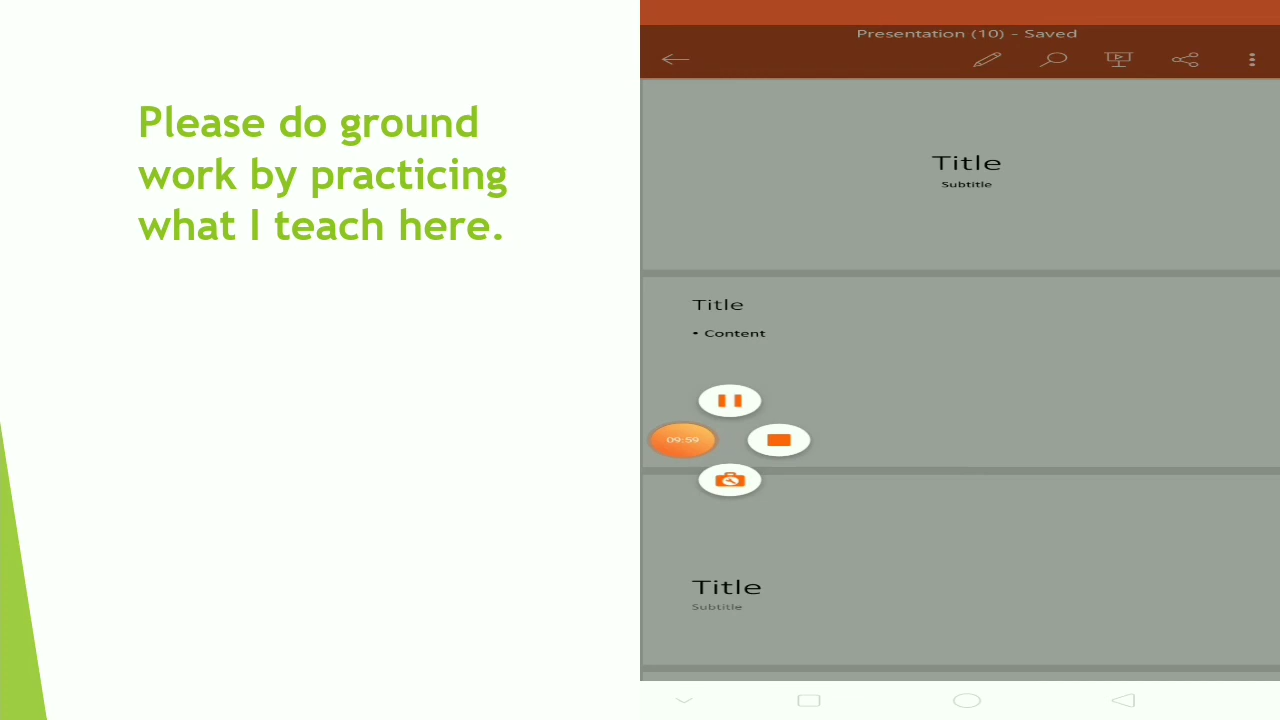 Please do ground
work by practicing
what I teach here.
Presentation (10) – Saved
Title
Subtitle
Title
• Content
09:59
Title
Subtitle